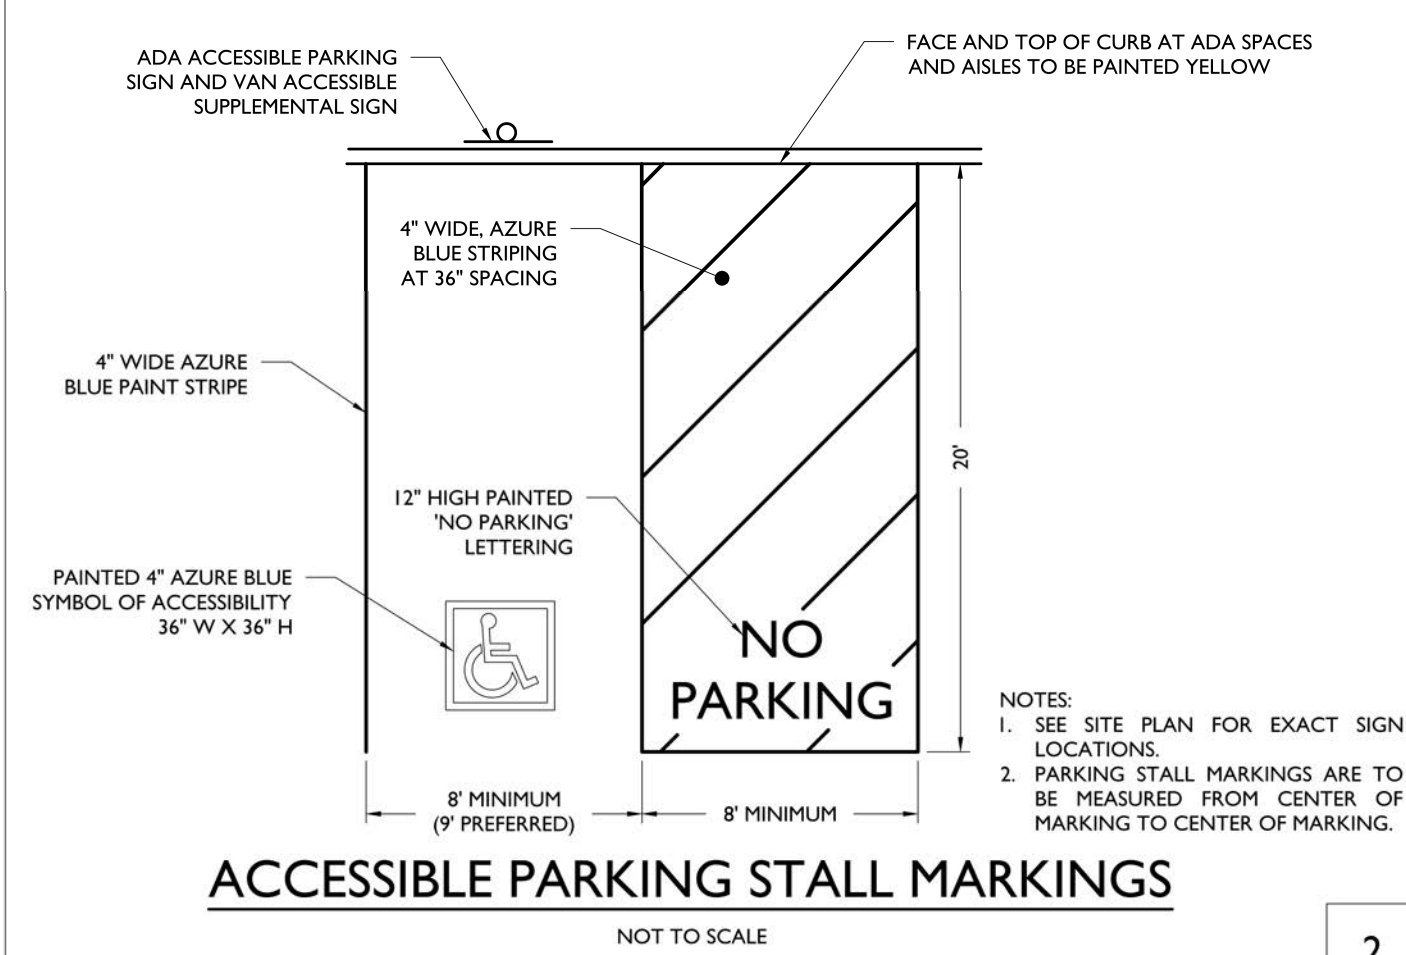 ADA ACCESSIBLE PARKING
SIGN AND VAN ACCESSIBLE
SUPPLEMENTAL SIGN
FACE AND TOP OF CURB AT ADA SPACES
AND AISLES TO BE PAINTED YELLOW
4" WIDE, AZURE
BLUE STRIPING
AT 36" SPACING
4" WIDE AZURE
BLUE PAINT STRIPE
20'
12" HIGH PAINTED
'NO PARKING'
LETTERING
PAINTED 4" AZURE BLUE
SYMBOL OF ACCESSIBILITY
36" W X 36" H
NO
PARKING
NOTES:
1. SEE SITE PLAN FOR EXACT SIGN
LOCATIONS.
2. PARKING STALL MARKINGS ARE TO
BE MEASURED FROM CENTER OF
MARKING TO CENTER OF MARKING.
8' MINIMUM
(9' PREFERRED)
8' MINIMUM
ACCESSIBLE PARKING STALL MARKINGS
NOT TO SCALE
2